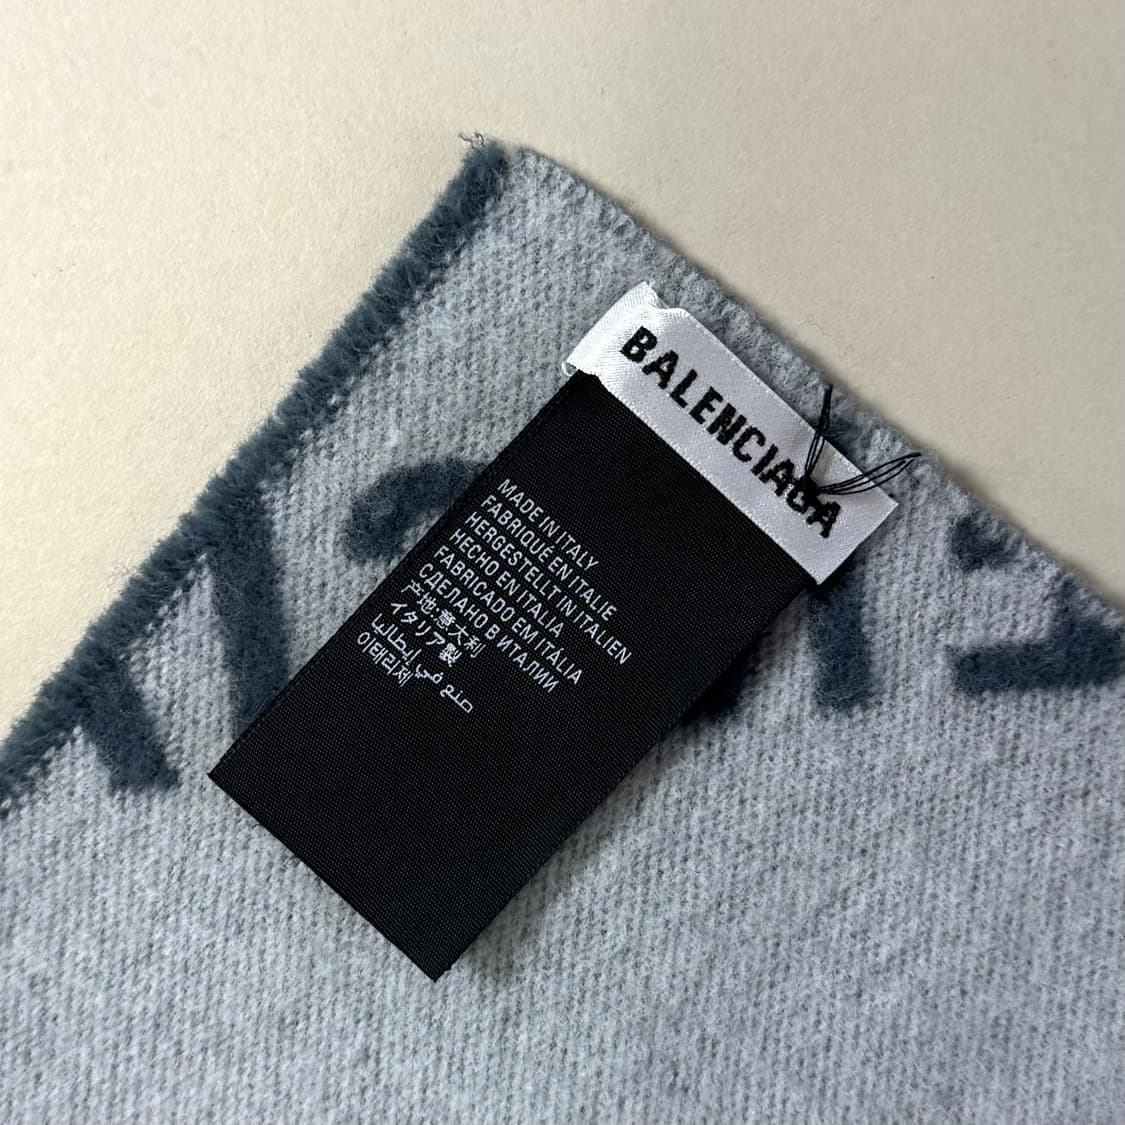 BALENCIAGA
MADE IN ITALY
FABRIQUÉ EN ITALIE
HERGESTELLT IN ITALIEN
HECHO EN ITALIA
FABRICADO EM ITÁLIA
СДЕЛАНО В ИТАЛИИ
产地:意大利
イタリア製
صنع في إيطاليا
이태리제